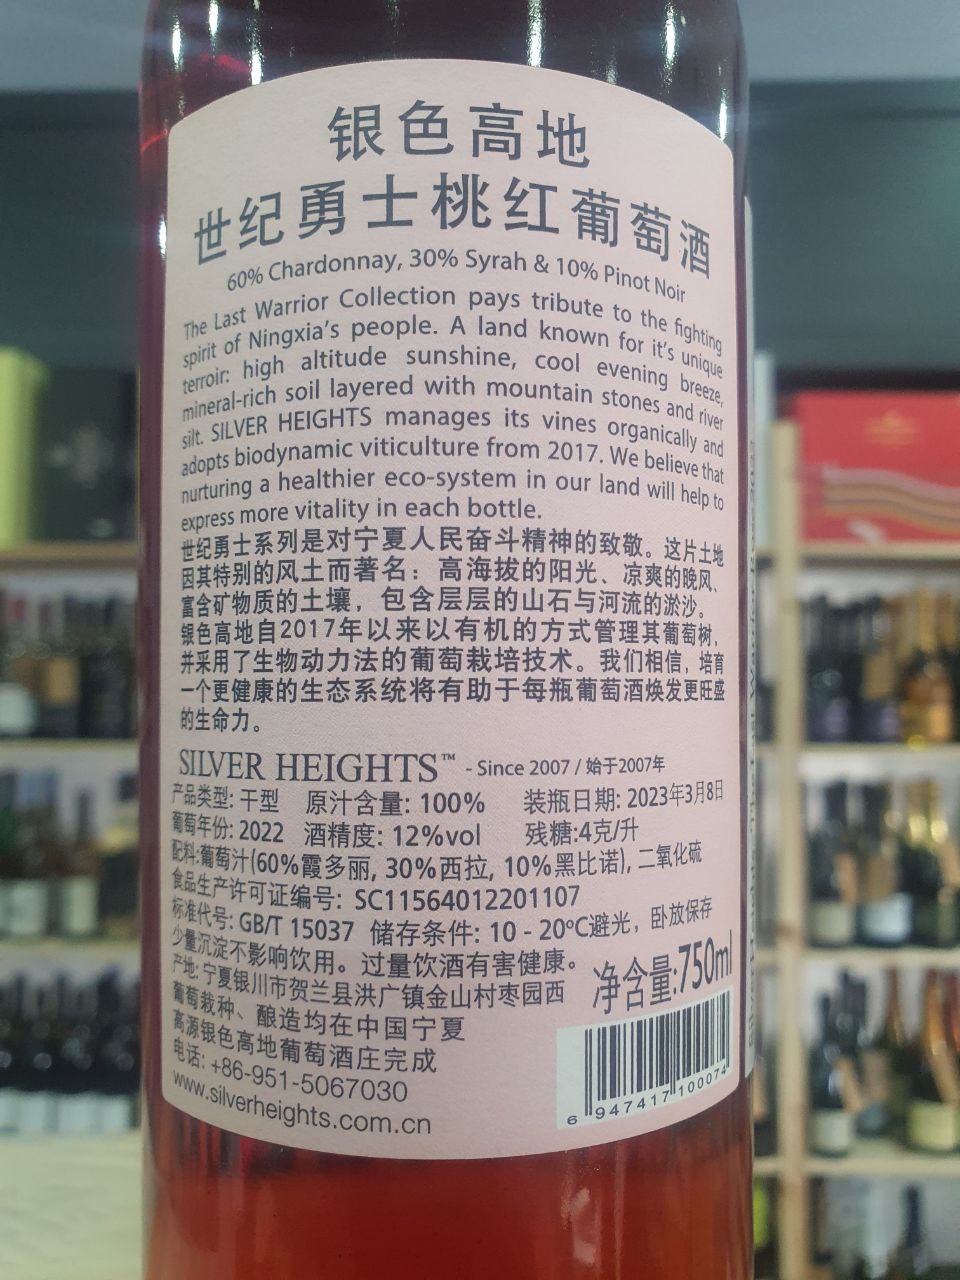 银色高地
世纪勇士桃红葡萄酒
60% Chardonnay, 30% Syrah & 10% Pinot Noir
The Last Warrior Collection pays tribute to the fighting
spirit of Ningxia's people. A land known for it's unique
terroir: high altitude sunshine, cool evening breeze,
mineral-rich soil layered with mountain stones and river
silt. SILVER HEIGHTS manages its vines organically and
adopts biodynamic viticulture from 2017. We believe that
nurturing a healthier eco-system in our land will help to
express more vitality in each bottle.
世纪勇士系列是对宁夏人民奋斗精神的致敬。这片土地
因其特别的风土而著名：高海拔的阳光、凉爽的晚风、
富含矿物质的土壤，包含层层的山石与河流的淤沙。
银色高地自2017年以来以有机的方式管理其葡萄树，
并采用了生物动力法的葡萄栽培技术。我们相信，培育
一个更健康的生态系统将有助于每瓶葡萄酒焕发更旺盛
的生命力。
SILVER HEIGHTS™ - Since 2007 / 始于2007年
产品类型: 干型 原汁含量: 100% 装瓶日期: 2023年3月8日
葡萄年份: 2022 酒精度: 12%vol 残糖:4克/升
配料:葡萄汁(60%霞多丽, 30%西拉, 10%黑比诺), 二氧化硫
食品生产许可证编号: SC11564012201107
标准代号: GB/T 15037 储存条件: 10 - 20ºC避光，卧放保存
少量沉淀不影响饮用。过量饮酒有害健康。
产地: 宁夏银川市贺兰县洪广镇金山村枣园西
净含量:750ml
葡萄栽种、酿造均在中国宁夏
高源银色高地葡萄酒庄完成
电话: +86-951-5067030
www.silverheights.com.cn
6 947417 100074